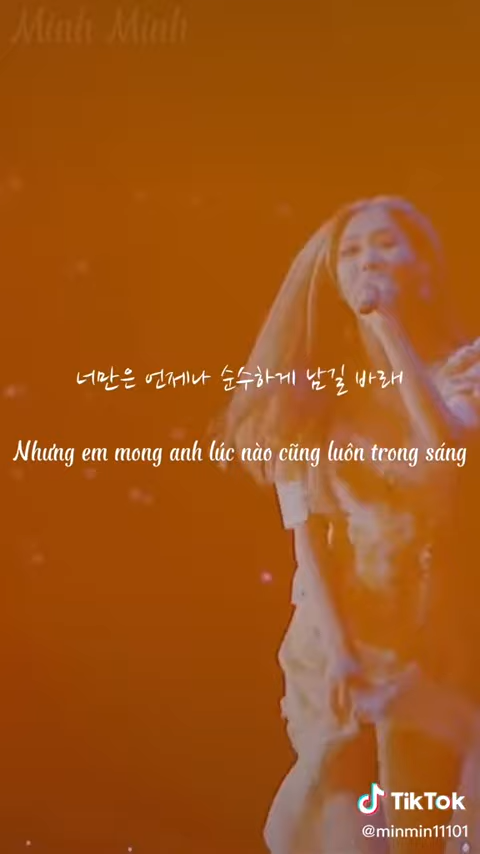 Minh Minh
너만은 언제나 순수하게 남길 바래
Nhưng em mong anh lúc nào cũng luôn trong sáng
TikTok
@minmin11101